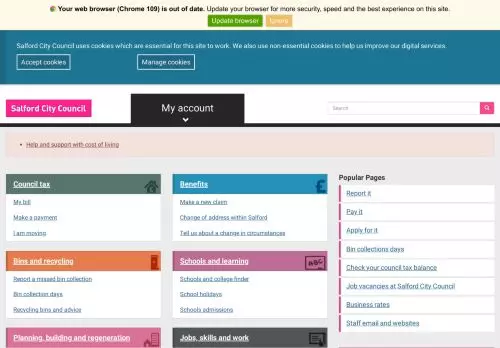 Your web browser (Chrome 109) is out of date. Update your browser for more security, speed and the best experience on this site.
Update browser Ignore
Salford City Council uses cookies which are essential for this site to work. We also use non-essential cookies to help us improve our digital services.
Accept cookies Manage cookies
Salford City Council
My account
Search
Help and support with cost of living
Council tax
My bill
Make a payment
I am moving
Benefits
Make a new claim
Change of address within Salford
Tell us about a change in circumstances
Bins and recycling
Report a missed bin collection
Bin collection days
Recycling bins and advice
Schools and learning
ABC
Schools and college finder
School holidays
Schools admissions
Planning, building and regeneration
Jobs, skills and work
Popular Pages
Report it
Pay it
Apply for it
Bin collections days
Check your council tax balance
Job vacancies at Salford City Council
Business rates
Staff email and websites